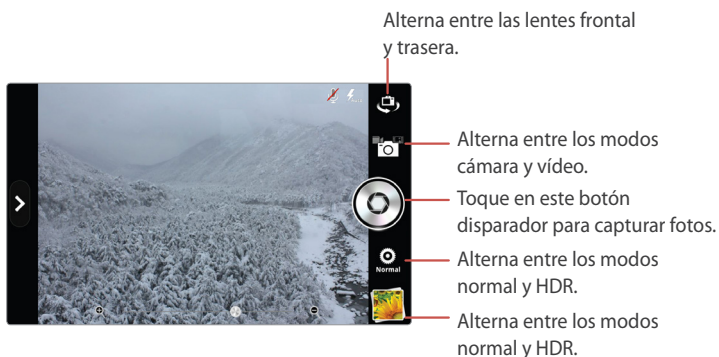 Alterna entre las lentes frontal
y trasera.
Alterna entre los modos
cámara y vídeo.
Toque en este botón
disparador para capturar fotos.
Normal
Alterna entre los modos
normal y HDR.
Alterna entre los modos
normal y HDR.